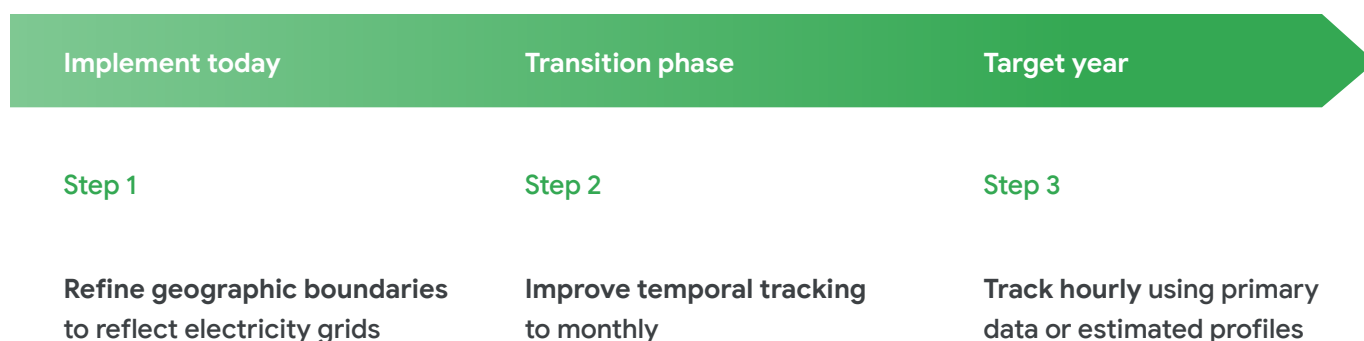 Implement today
Transition phase
Target year
Step 1
Step 2
Step 3
Refine geographic boundaries
to reflect electricity grids
Improve temporal tracking
to monthly
Track hourly using primary
data or estimated profiles